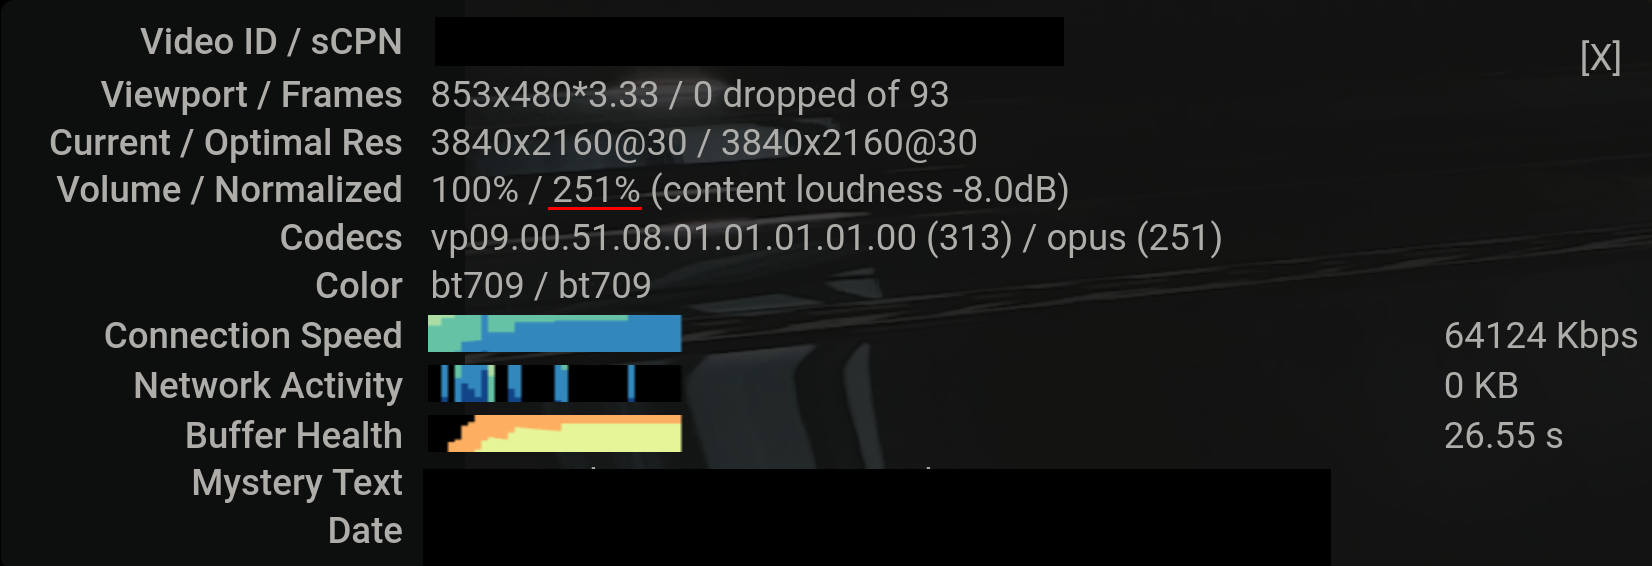 Video ID / sCPN
[X]
Viewport / Frames 853x480*3.33 / 0 dropped of 93
Current / Optimal Res 3840x2160@30 / 3840x2160@30
Volume / Normalized 100% / 251% (content loudness -8.0dB)
Codecs vp09.00.51.08.01.01.01.01.00 (313) / opus (251)
Color bt709 / bt709
Connection Speed 64124 Kbps
Network Activity 0 KB
Buffer Health 26.55 s
Mystery Text
Date